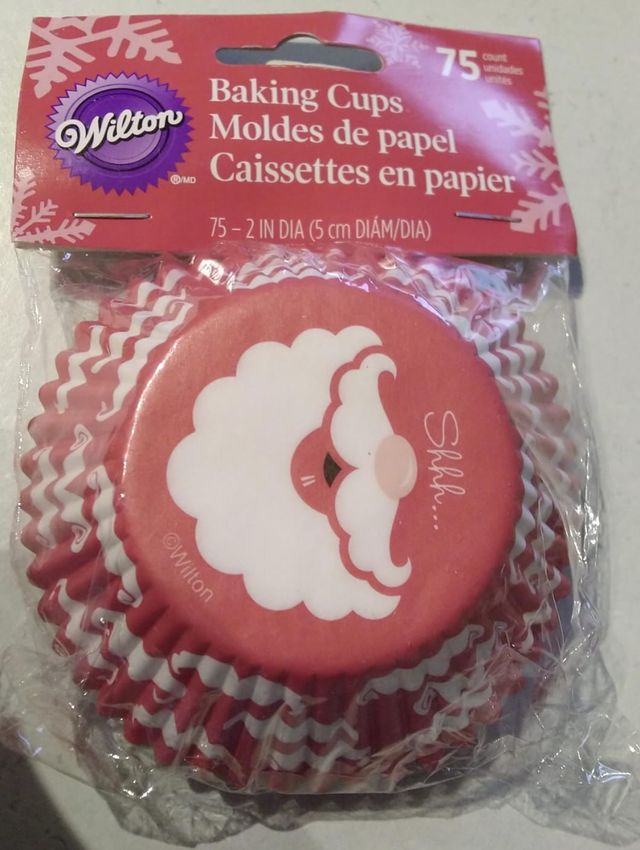 Wilton
®/MD
75 count
unidades
unités
Baking Cups
Moldes de papel
Caissettes en papier
75 – 2 IN DIA (5 cm DIÁM/DIA)
Shhh...
©Wilton